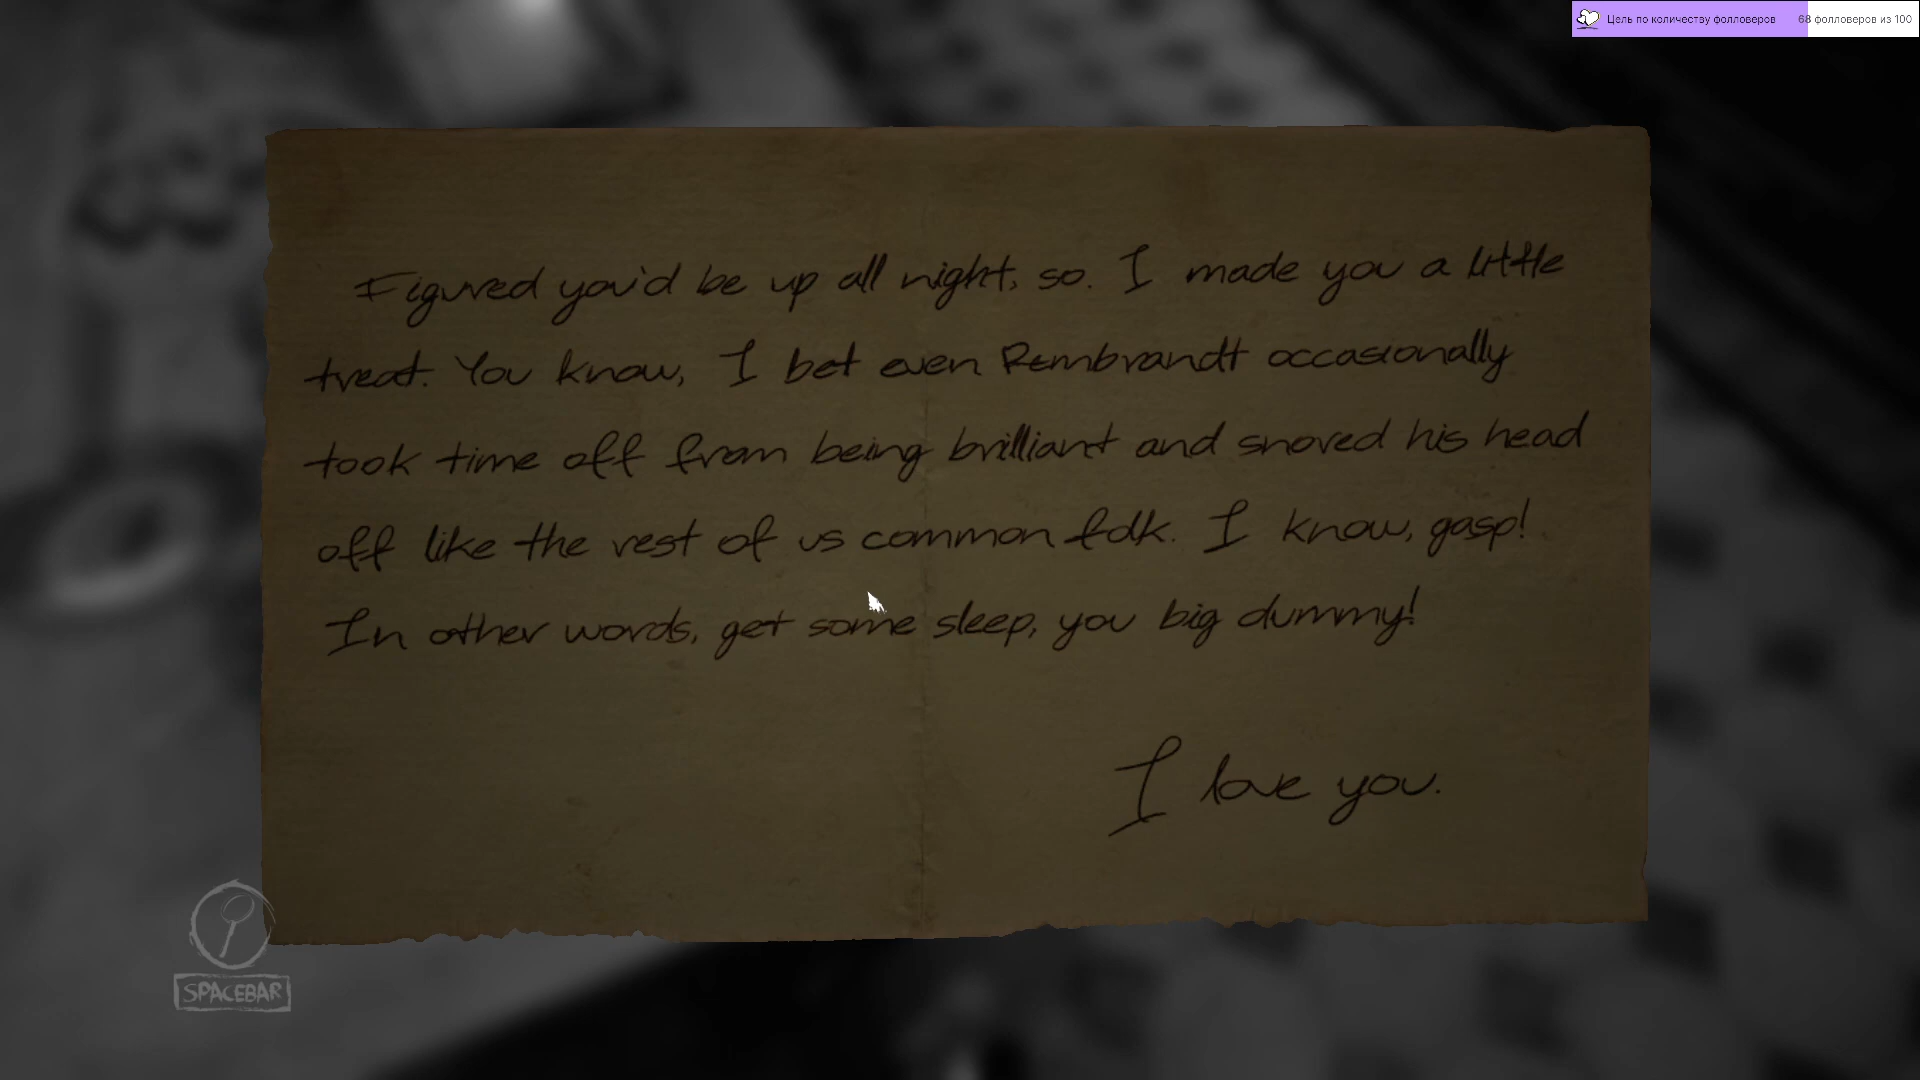 Цель по количеству фолловеров 68 фолловеров из 100
Figured you'd be up all night, so. I made you a little
treat. You know, I bet even Rembrandt occasionally
took time off from being brilliant and snored his head
off like the rest of us common folk. I know, gasp!
In other words, get some sleep, you big dummy!
I love you.
SPACEBAR